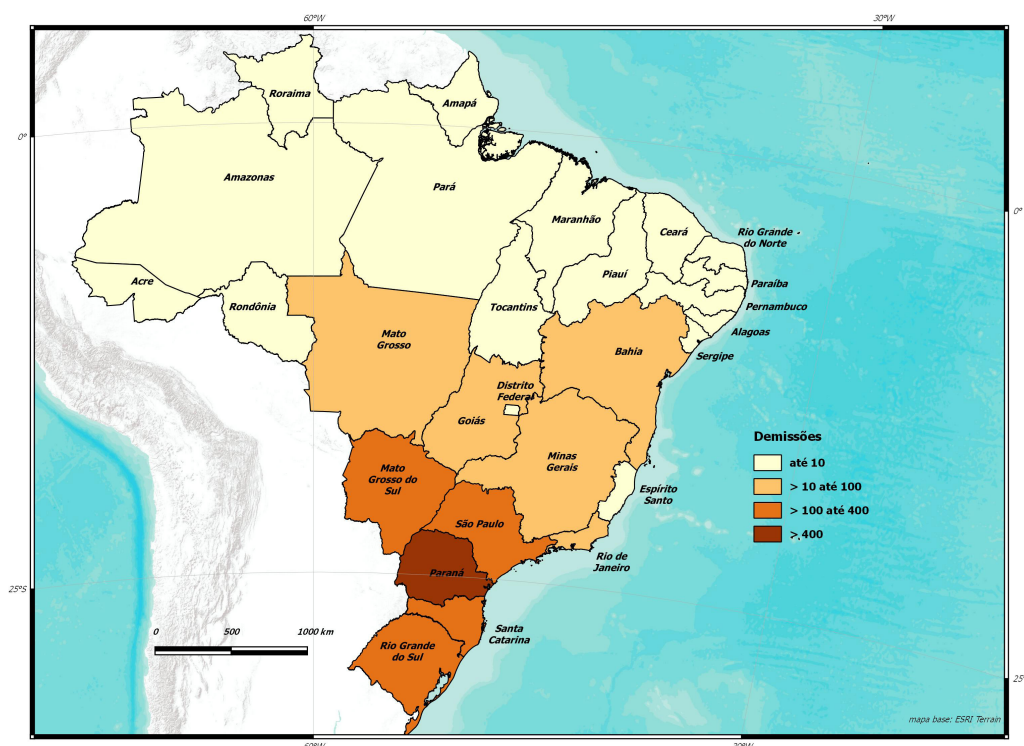 60°W
30°W
Roraima
Amapá
0°
Amazonas
Pará
Maranhão
Ceará
Rio Grande
do Norte
0°
Piauí
Acre
Rondônia
Tocantins
Paraíba
Pernambuco
Mato
Grosso
Bahia
Alagoas
Sergipe
Distrito
Federal
Goiás
Demissões
até 10
> 10 até 100
> 100 até 400
> 400
Minas
Gerais
Mato
Grosso do
Sul
Espírito
Santo
São Paulo
Rio de
Janeiro
Paraná
25°S
0 500 1000 km
Santa
Catarina
Rio Grande
do Sul
mapa base: ESRI Terrain